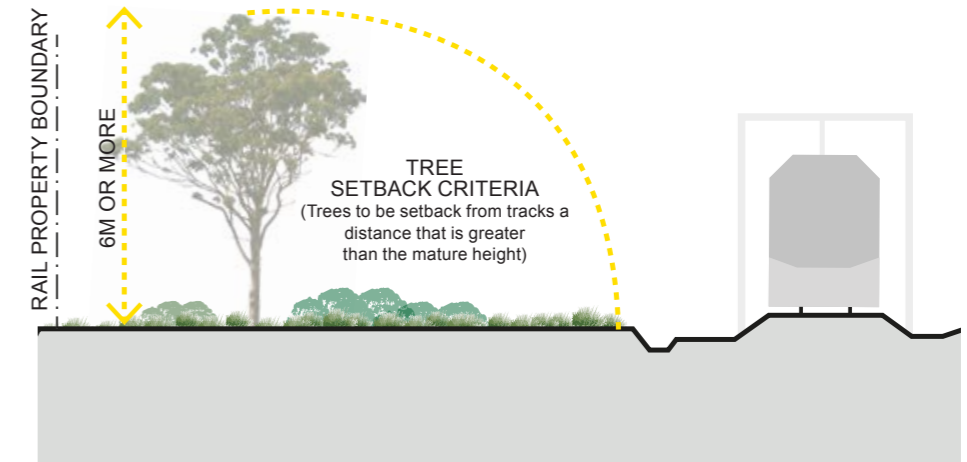 RAIL PROPERTY BOUNDARY
6M OR MORE
TREE
SETBACK CRITERIA
(Trees to be setback from tracks a
distance that is greater
than the mature height)